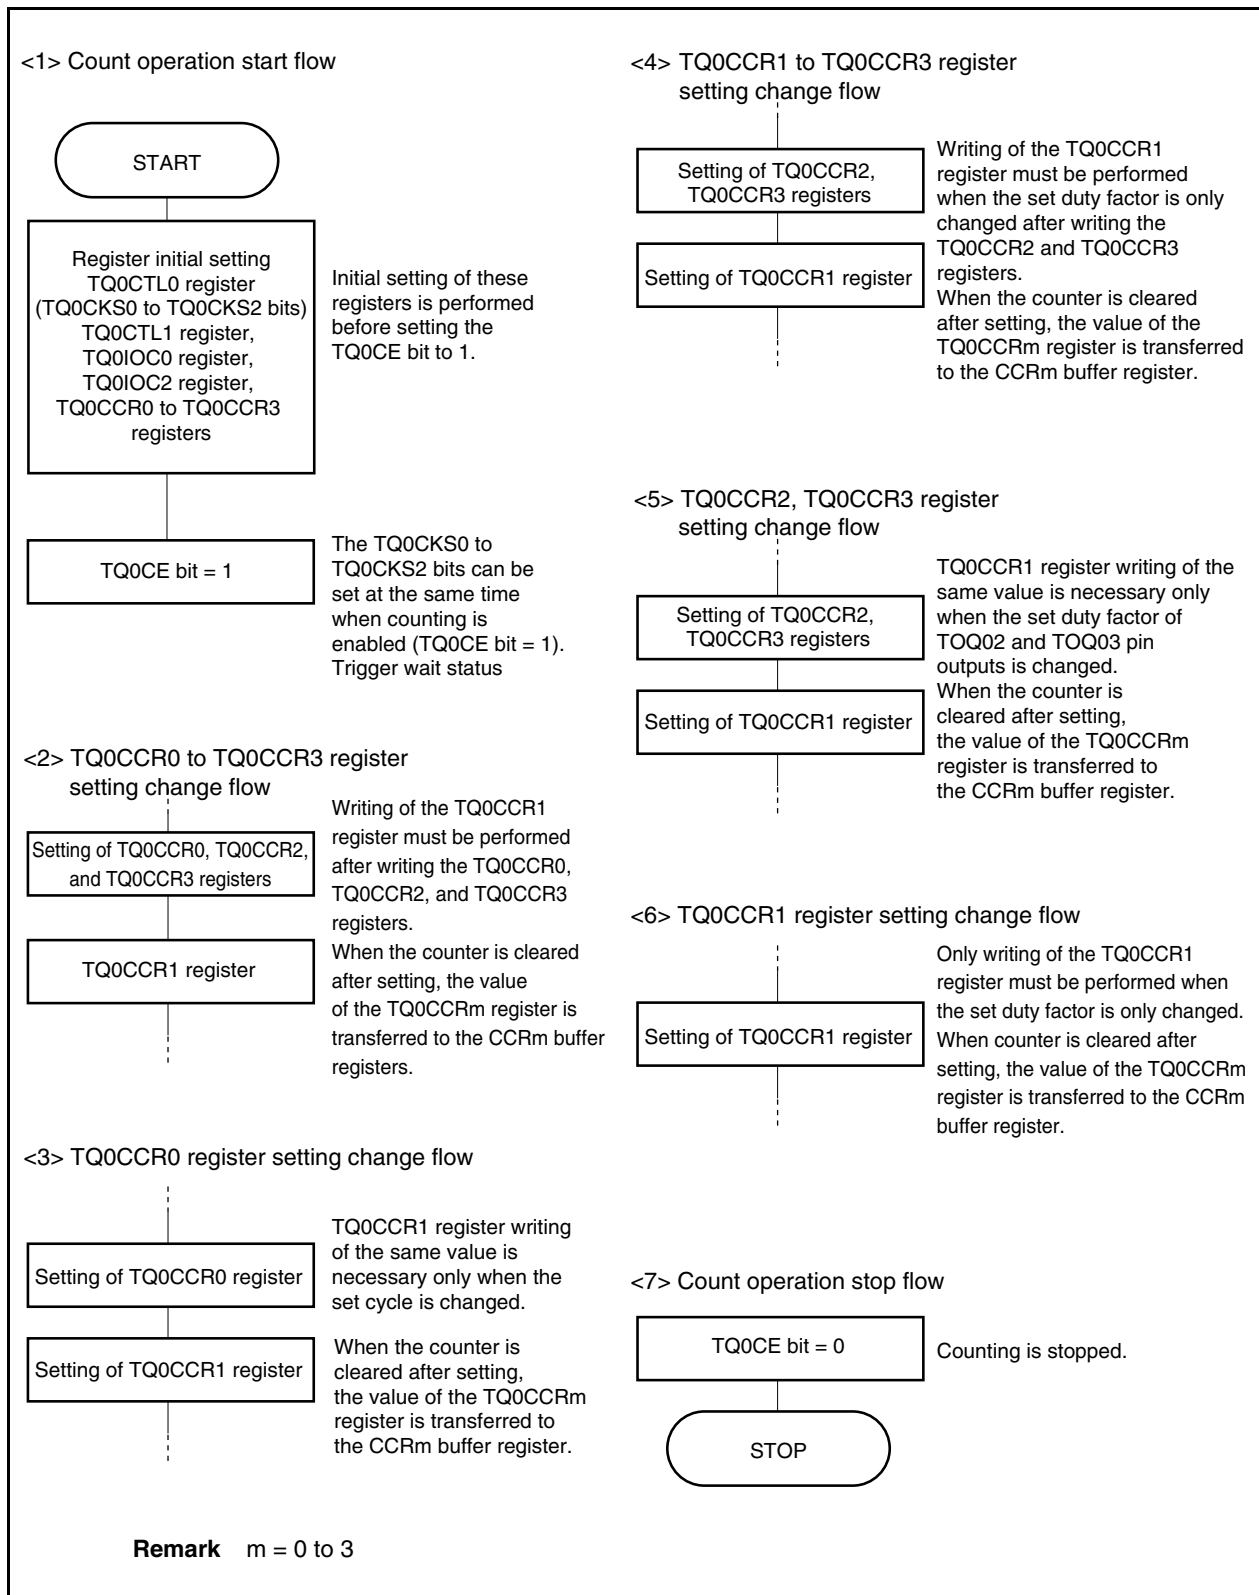 <1> Count operation start flow
START
Register initial setting
TQ0CTL0 register
(TQ0CKS0 to TQ0CKS2 bits)
TQ0CTL1 register,
TQ0IOC0 register,
TQ0IOC2 register,
TQ0CCR0 to TQ0CCR3
registers
Initial setting of these
registers is performed
before setting the
TQ0CE bit to 1.
TQ0CE bit = 1
The TQ0CKS0 to
TQ0CKS2 bits can be
set at the same time
when counting is
enabled (TQ0CE bit = 1).
Trigger wait status
<2> TQ0CCR0 to TQ0CCR3 register
setting change flow
Setting of TQ0CCR0, TQ0CCR2,
and TQ0CCR3 registers
TQ0CCR1 register
Writing of the TQ0CCR1
register must be performed
after writing the TQ0CCR0,
TQ0CCR2, and TQ0CCR3
registers.
When the counter is cleared
after setting, the value
of the TQ0CCRm register is
transferred to the CCRm buffer
registers.
<3> TQ0CCR0 register setting change flow
Setting of TQ0CCR0 register
Setting of TQ0CCR1 register
TQ0CCR1 register writing
of the same value is
necessary only when the
set cycle is changed.
When the counter is
cleared after setting,
the value of the TQ0CCRm
register is transferred to
the CCRm buffer register.
<4> TQ0CCR1 to TQ0CCR3 register
setting change flow
Setting of TQ0CCR2,
TQ0CCR3 registers
Setting of TQ0CCR1 register
Writing of the TQ0CCR1
register must be performed
when the set duty factor is only
changed after writing the
TQ0CCR2 and TQ0CCR3
registers.
When the counter is cleared
after setting, the value of the
TQ0CCRm register is transferred
to the CCRm buffer register.
<5> TQ0CCR2, TQ0CCR3 register
setting change flow
Setting of TQ0CCR2,
TQ0CCR3 registers
Setting of TQ0CCR1 register
TQ0CCR1 register writing of the
same value is necessary only
when the set duty factor of
TOQ02 and TOQ03 pin
outputs is changed.
When the counter is
cleared after setting,
the value of the TQ0CCRm
register is transferred to
the CCRm buffer register.
<6> TQ0CCR1 register setting change flow
Setting of TQ0CCR1 register
Only writing of the TQ0CCR1
register must be performed when
the set duty factor is only changed.
When counter is cleared after
setting, the value of the TQ0CCRm
register is transferred to the CCRm
buffer register.
<7> Count operation stop flow
TQ0CE bit = 0
Counting is stopped.
STOP
Remark m = 0 to 3